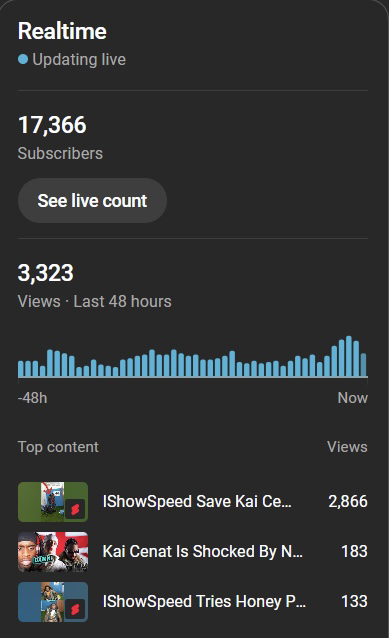 Realtime
Updating live
17,366
Subscribers
See live count
3,323
Views · Last 48 hours
-48h Now
Top content Views
IShowSpeed Save Kai Ce... 2,866
Kai Cenat Is Shocked By N... 183
IShowSpeed Tries Honey P... 133